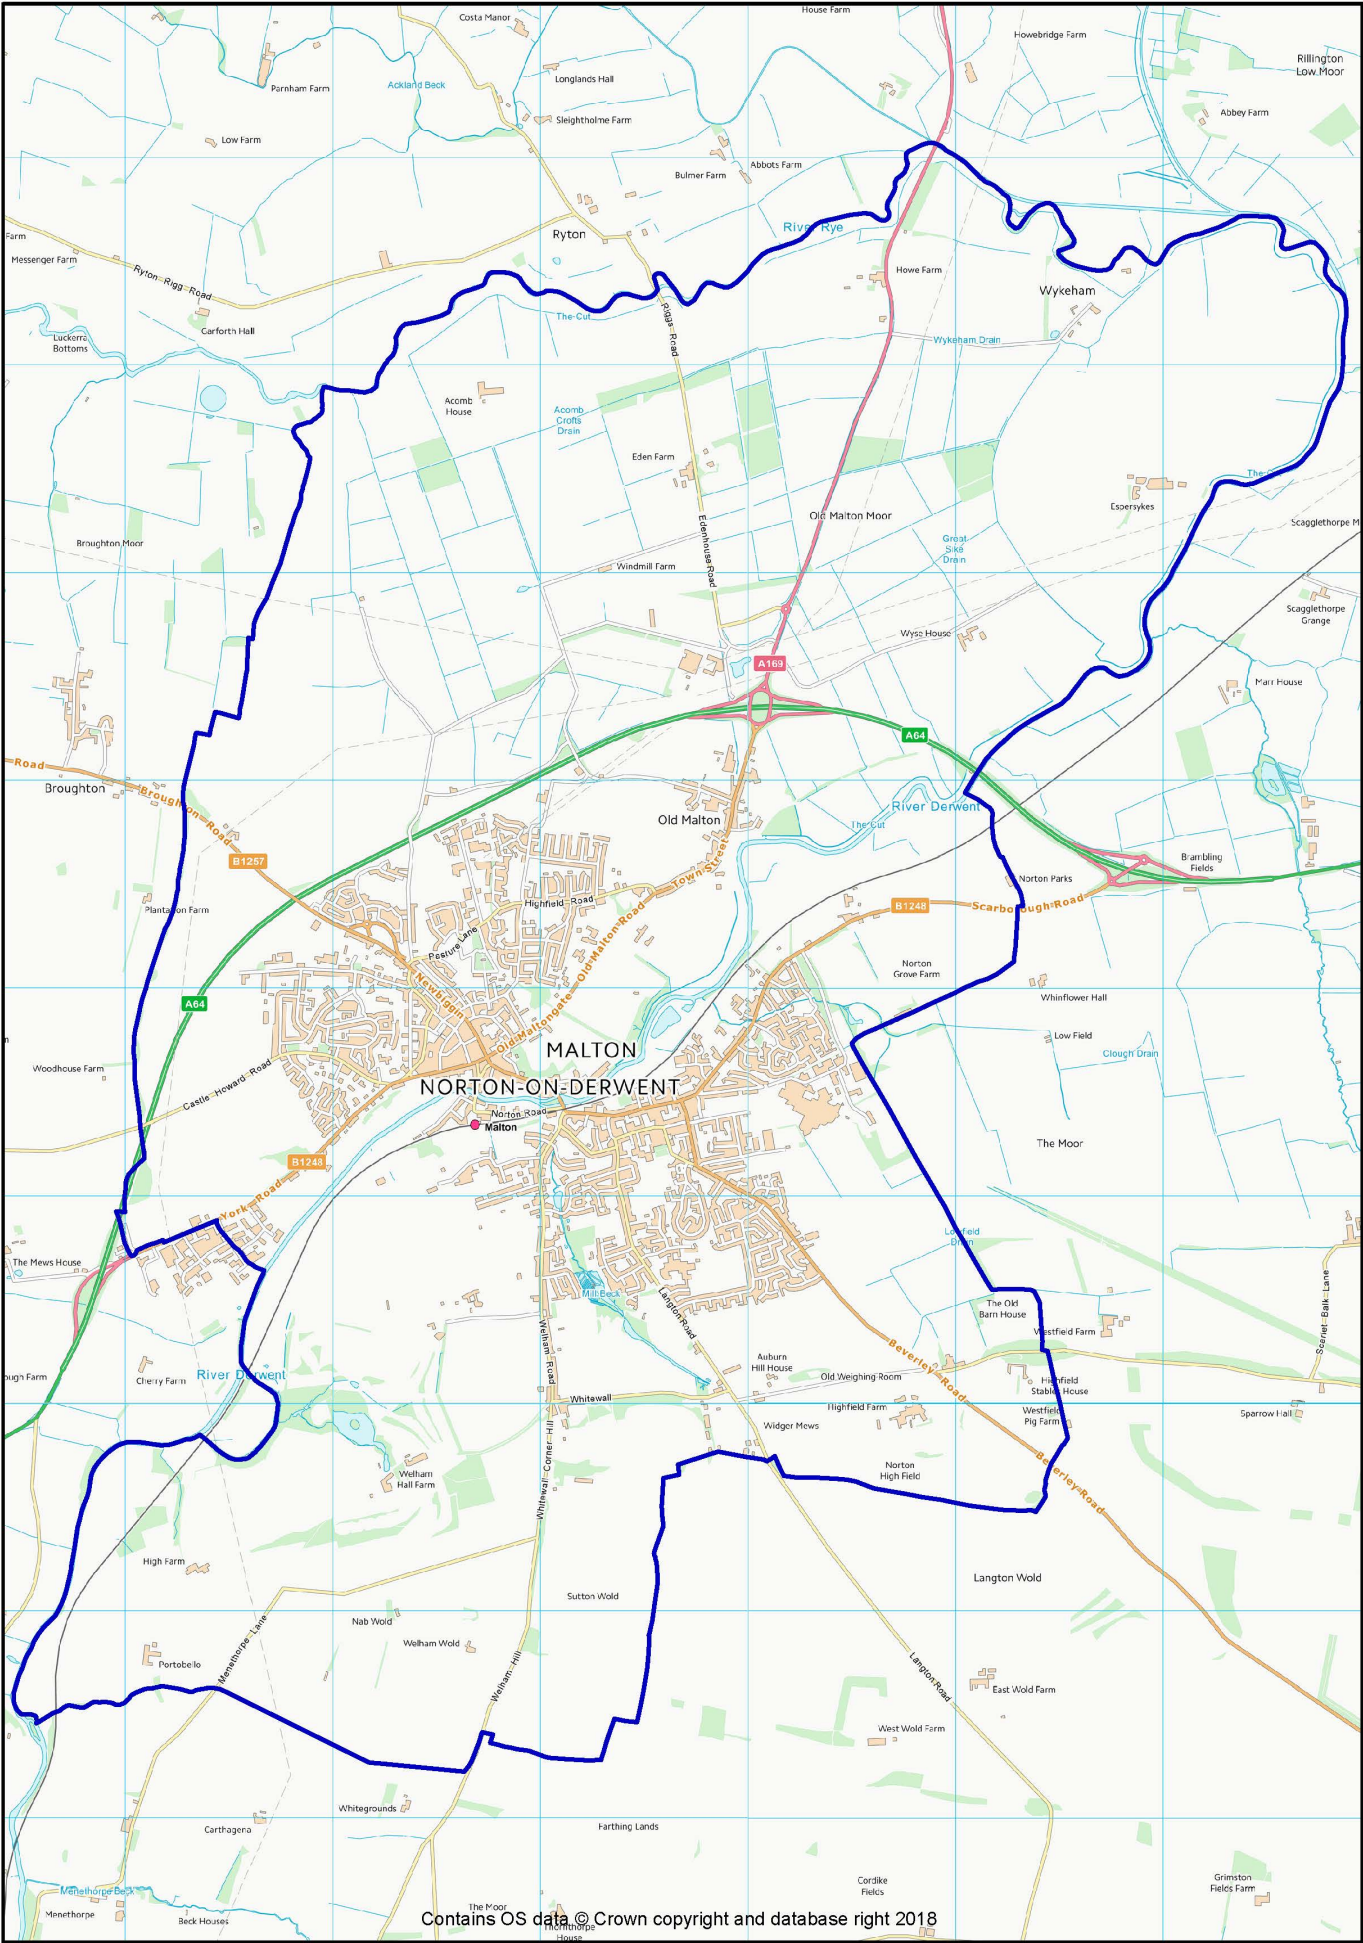 House Farm
Costa Manor
Howebridge Farm
Rillington
Low Moor
Longlands Hall
Parnham Farm
Ackland Beck
Abbey Farm
Sleightholme Farm
Low Farm
Abbots Farm
Bulmer Farm
River Rye
Ryton
Farm
Messenger Farm
Ryton Rigg Road
Howe Farm
Wykeham
The Cut
Riggs Road
Garforth Hall
Luckerra
Bottoms
Wykeham Drain
Acomb
House
Acomb
Crofts
Drain
Eden Farm
Espersykes
Old Malton Moor
Scagglethorpe M
Edenhouse Road
Broughton Moor
Great
Sike
Drain
Windmill Farm
Scagglethorpe
Grange
Wyse House
A169
Marr House
A64
Road
Broughton
Broughton Road
River Derwent
Old Malton
The Cut
B1257
Town Street
Brambling
Fields
Norton Parks
Highfield Road
B1248
Scarborough Road
Plantation Farm
Old Malton Road
Pasture Lane
Norton
Grove Farm
Newbiggin
Whinflower Hall
A64
Old Maltongate
Low Field
MALTON
Clough Drain
Woodhouse Farm
Castle Howard Road
NORTON-ON-DERWENT
Norton Road
Malton
The Moor
B1248
York Road
Lowfield
Drain
The Mews House
Mill Beck
Langton Road
The Old
Barn House
Scarlet Balk Lane
Westfield Farm
Welham Road
Beverley Road
Auburn
Hill House
River Derwent
Cherry Farm
ough Farm
Old Weighing Room
Highfield
Stables House
Whitewall
Highfield Farm
Westfield
Pig Farm
Sparrow Hall
Widger Mews
Whitewall Corner Hill
Norton
High Field
Welham
Hall Farm
Beverley Road
High Farm
Langton Wold
Sutton Wold
Nab Wold
Menethorpe Lane
Welham Wold
Portobello
Welham Hill
Langton Road
East Wold Farm
West Wold Farm
Whitegrounds
Carthagena
Farthing Lands
Cordike
Fields
Grimston
Fields Farm
Menethorpe Beck
Menethorpe
Beck Houses
The Moor
Contains OS data © Crown copyright and database right 2018
Thornthorpe
House